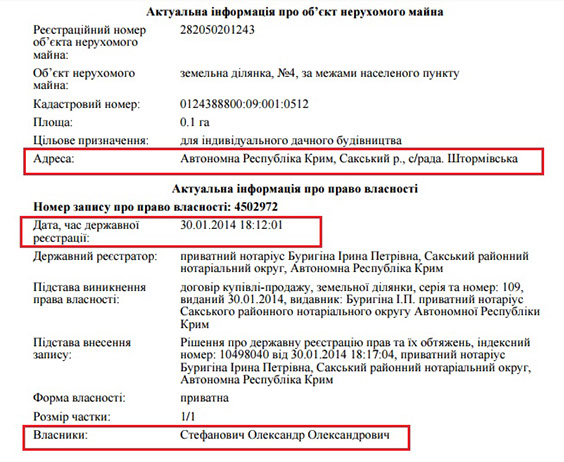 Актуальна інформація про об’єкт нерухомого майна
Реєстраційний номер 282050201243
об’єкта нерухомого
майна:
Об’єкт нерухомого земельна ділянка, №4, за межами населеного пункту
майна:
Кадастровий номер: 0124388800:09:001:0512
Площа: 0.1 га
Цільове призначення: для індивідуального дачного будівництва
Адреса: Автономна Республіка Крим, Сакський р., с/рада. Штормівська
Актуальна інформація про право власності
Номер запису про право власності: 4502972
Дата, час державної 30.01.2014 18:12:01
реєстрації:
Державний реєстратор: приватний нотаріус Буригіна Ірина Петрівна, Сакський районний
нотаріальний округ, Автономна Республіка Крим
Підстава виникнення договір купівлі-продажу, земельної ділянки, серія та номер: 109,
права власності: виданий 30.01.2014, видавник: Буригіна І.П. приватний нотаріус
Сакського районного нотаріального округу Автономної Республіки
Крим
Підстава внесення Рішення про державну реєстрацію прав та їх обтяжень, індексний
запису: номер: 10498040 від 30.01.2014 18:17:04, приватний нотаріус
Буригіна Ірина Петрівна, Сакський районний нотаріальний округ,
Автономна Республіка Крим
Форма власності: приватна
Розмір частки: 1/1
Власники: Стефанович Олександр Олександрович